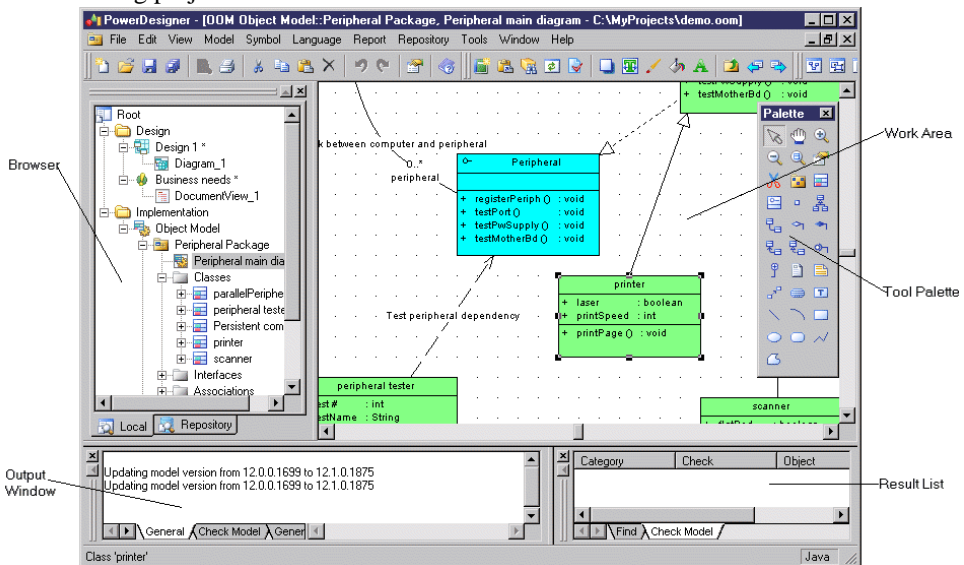 PowerDesigner - [OOM Object Model::Peripheral Package, Peripheral main diagram - C:\MyProjects\demo.oom]
File Edit View Model Symbol Language Report Repository Tools Window Help
Root
Design
Design 1 *
Diagram_1
Business needs *
DocumentView_1
Implementation
Object Model
Peripheral Package
Peripheral main dia
Classes
parallelPeriphe
peripheral teste
Persistent com
printer
scanner
Interfaces
Associations
Local Repository
Browser
+ testMotherBd () : void
k between computer and peripheral
0..*
peripheral
Peripheral
+ registerPeriph () : void
+ testPort () : void
+ testPwSupply () : void
+ testMotherBd () : void
printer
+ laser : boolean
+ printSpeed : int
+ printPage () : void
Test peripheral dependency
peripheral tester
est # : int
estName : String
scanner
Palette
Work Area
Tool Palette
Output
Window
Updating model version from 12.0.0.1699 to 12.1.0.1875
Updating model version from 12.0.0.1699 to 12.1.0.1875
General Check Model Gener
Category Check Object
Find Check Model
Result List
Class 'printer'
Java